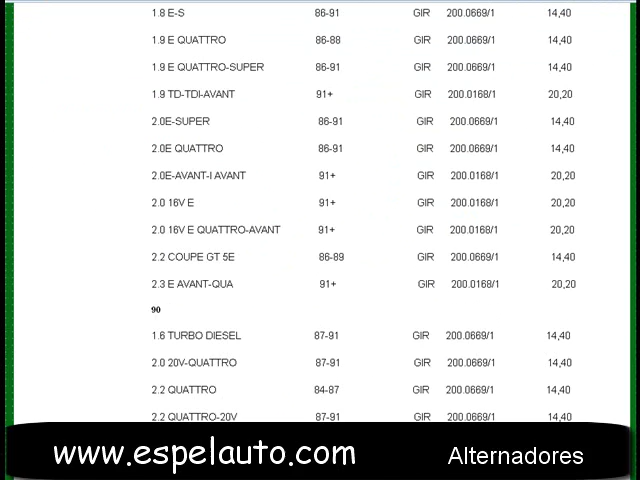 1.8 E-S 86-91 GIR 200.0669/1 14,40
1.9 E QUATTRO 86-88 GIR 200.0669/1 14,40
1.9 E QUATTRO-SUPER 86-91 GIR 200.0669/1 14,40
1.9 TD-TDI-AVANT 91+ GIR 200.0168/1 20,20
2.0E-SUPER 86-91 GIR 200.0669/1 14,40
2.0E QUATTRO 86-91 GIR 200.0669/1 14,40
2.0E-AVANT-I AVANT 91+ GIR 200.0168/1 20,20
2.0 16V E 91+ GIR 200.0168/1 20,20
2.0 16V E QUATTRO-AVANT 91+ GIR 200.0168/1 20,20
2.2 COUPE GT 5E 86-89 GIR 200.0669/1 14,40
2.3 E AVANT-QUA 91+ GIR 200.0168/1 20,20
90
1.6 TURBO DIESEL 87-91 GIR 200.0669/1 14,40
2.0 20V-QUATTRO 87-91 GIR 200.0669/1 14,40
2.2 QUATTRO 84-87 GIR 200.0669/1 14,40
2.2 QUATTRO-20V 87-91 GIR 200.0669/1 14,40
www.espelauto.com Alternadores